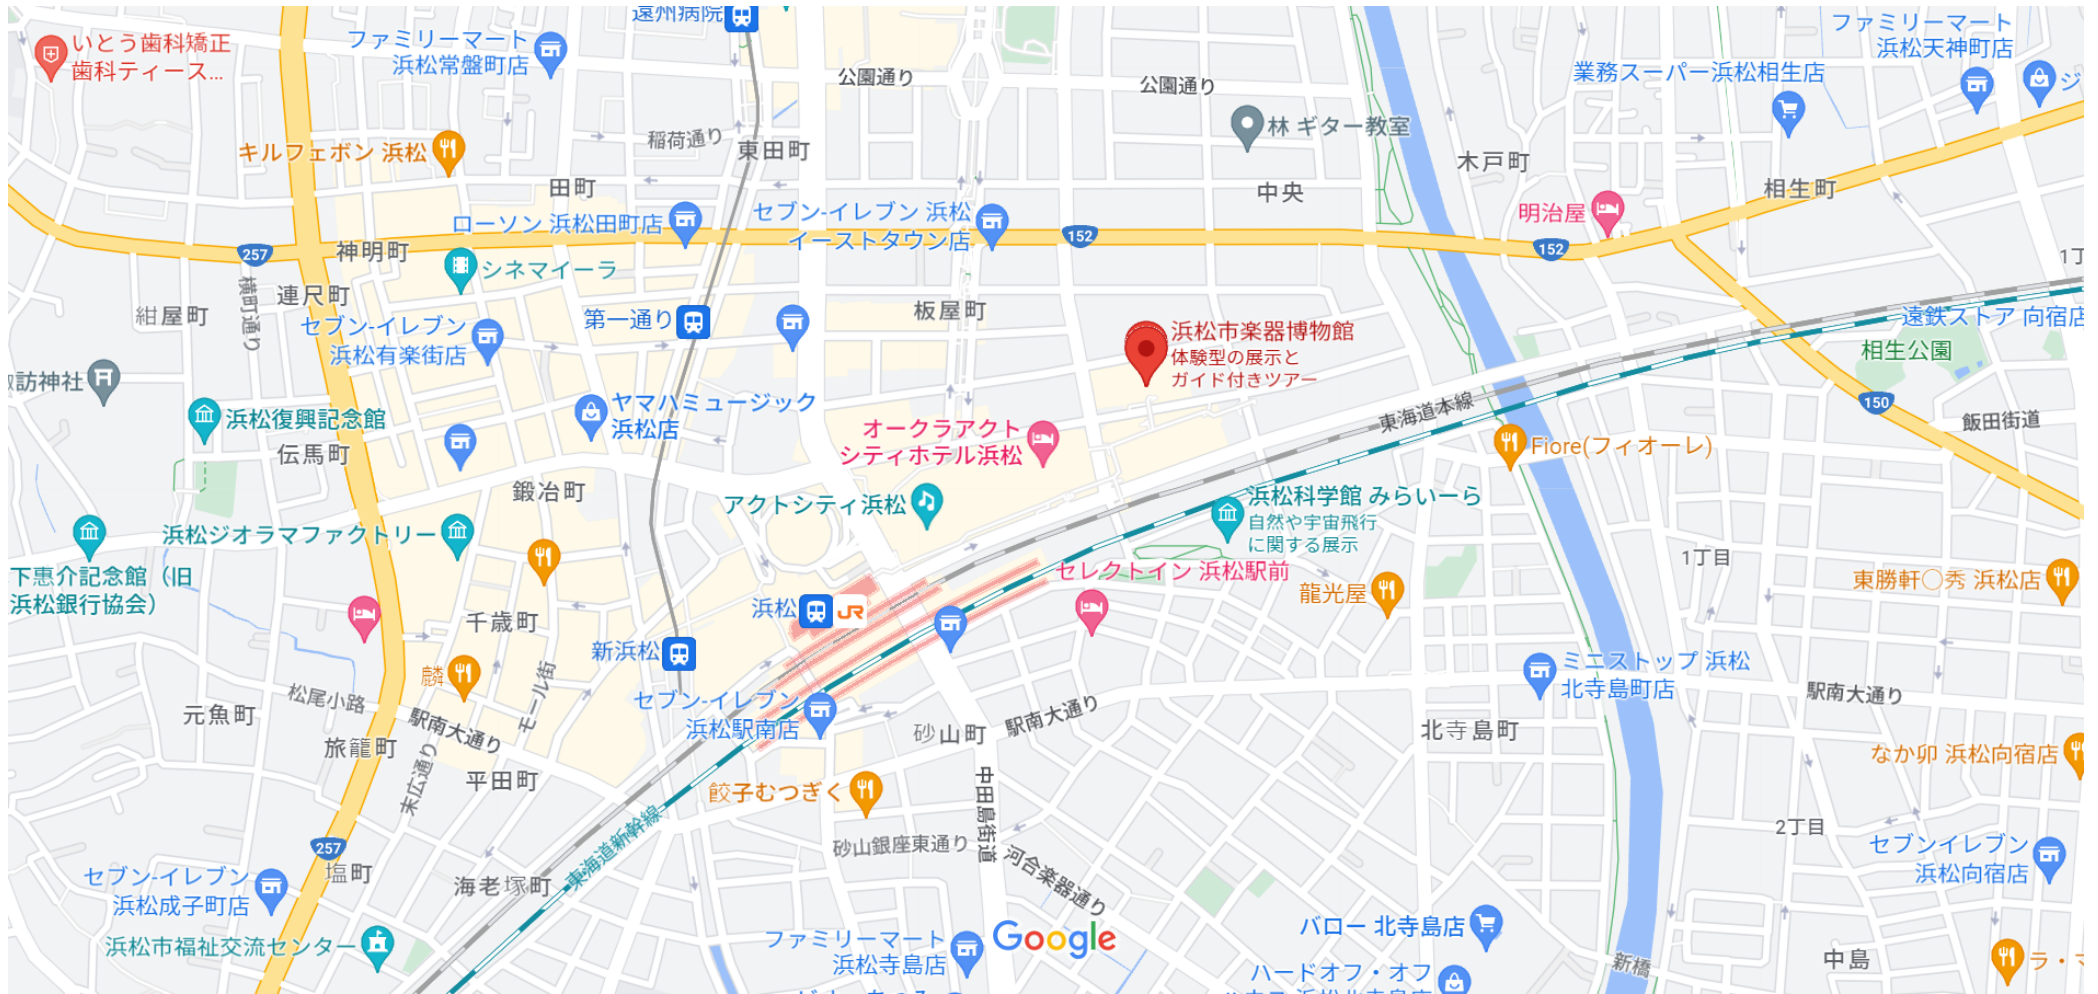 遠州病院
いとう歯科矯正
歯科ティース...
ファミリーマート
浜松常盤町店
公園通り
公園通り
ファミリーマート
浜松天神町店
業務スーパー浜松相生店
ジ
林 ギター教室
稲荷通り
東田町
キルフェボン 浜松
木戸町
田町
中央
相生町
ローソン 浜松田町店
セブン-イレブン 浜松
イーストタウン店
明治屋
152
152
257
神明町
シネマイーラ
連尺町
横町通り
紺屋町
セブン-イレブン
浜松有楽街店
第一通り
板屋町
浜松市楽器博物館
体験型の展示と
ガイド付きツアー
遠鉄ストア 向宿店
相生公園
訪神社
150
浜松復興記念館
ヤマハミュージック
浜松店
東海道本線
飯田街道
オークラアクト
シティホテル浜松
Fiore(フィオーレ)
伝馬町
鍛冶町
アクトシティ浜松
浜松科学館 みらいーら
自然や宇宙飛行
に関する展示
浜松ジオラマファクトリー
1丁目
下惠介記念館（旧
浜松銀行協会）
セレクトイン 浜松駅前
龍光屋
東勝軒〇秀 浜松店
浜松
JR
千歳町
新浜松
麟
モール街
松尾小路
セブン-イレブン
浜松駅南店
ミニストップ 浜松
北寺島町店
駅南大通り
元魚町
駅南大通り
砂山町
駅南大通り
北寺島町
旅籠町
末広通り
平田町
なか卯 浜松向宿店
餃子むつぎく
中田島街道
東海道新幹線
2丁目
257
塩町
砂山銀座東通り
河合楽器通り
セブンイレブン
浜松向宿店
セブン-イレブン
浜松成子町店
海老塚町
バロー 北寺島店
浜松市福祉交流センター
ファミリーマート
浜松寺島店
Google
ハードオフ・オフ
新橋
中島
ラ・マ